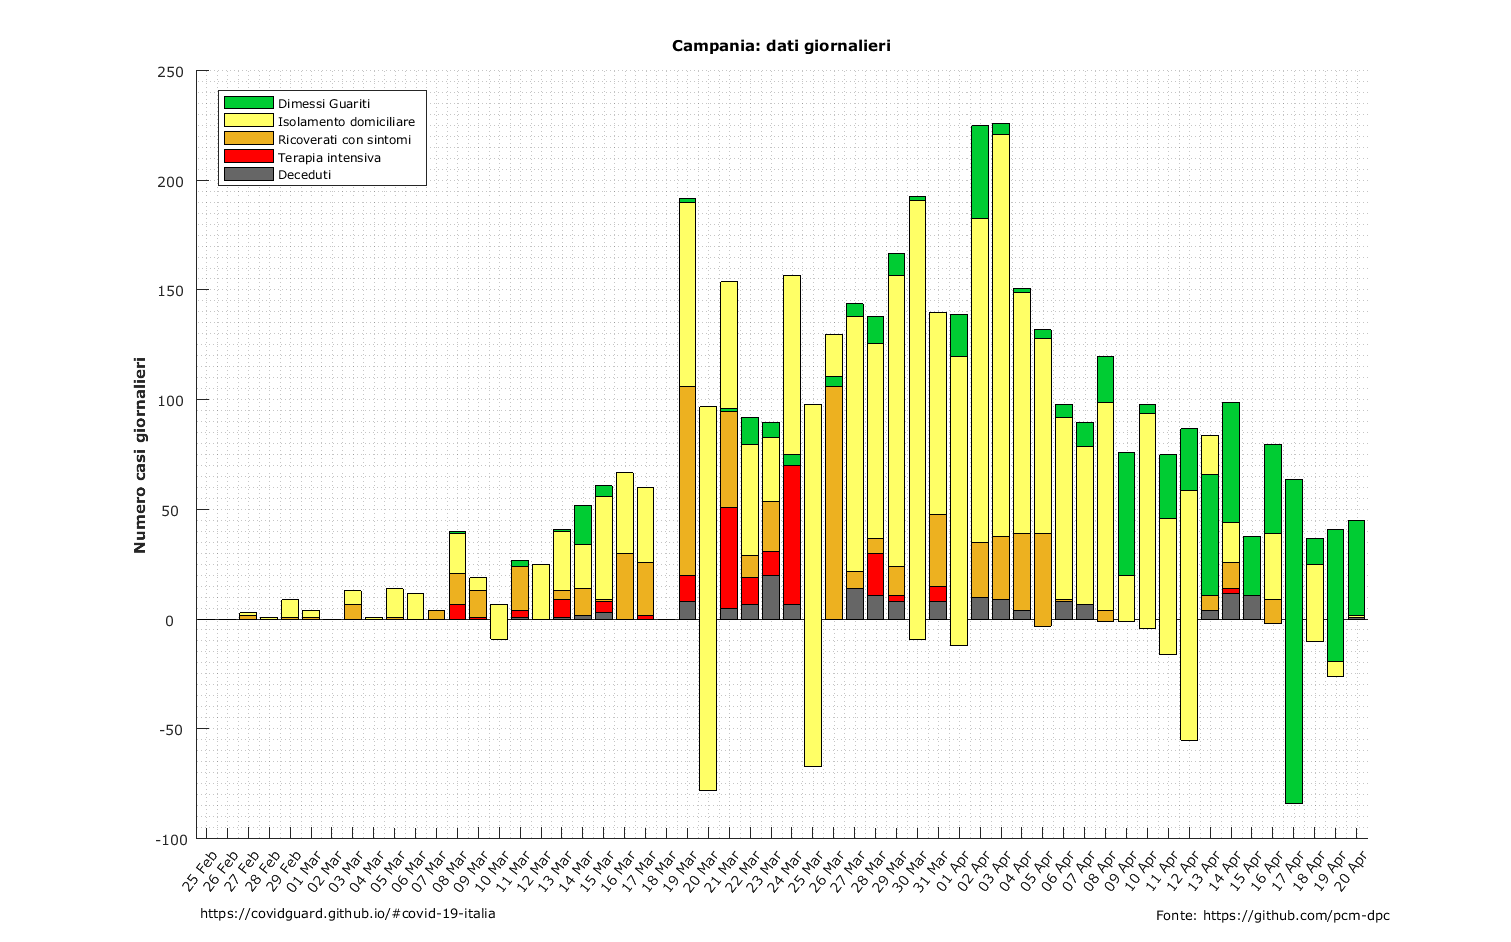 Campania: dati giornalieri
250
200
150
100
50
0
-50
-100
Numero casi giornalieri
Dimessi Guariti
Isolamento domiciliare
Ricoverati con sintomi
Terapia intensiva
Deceduti
25 Feb
26 Feb
27 Feb
28 Feb
29 Feb
01 Mar
02 Mar
03 Mar
04 Mar
05 Mar
06 Mar
07 Mar
08 Mar
09 Mar
10 Mar
11 Mar
12 Mar
13 Mar
14 Mar
15 Mar
16 Mar
17 Mar
18 Mar
19 Mar
20 Mar
21 Mar
22 Mar
23 Mar
24 Mar
25 Mar
26 Mar
27 Mar
28 Mar
29 Mar
30 Mar
31 Mar
01 Apr
02 Apr
03 Apr
04 Apr
05 Apr
06 Apr
07 Apr
08 Apr
09 Apr
10 Apr
11 Apr
12 Apr
13 Apr
14 Apr
15 Apr
16 Apr
17 Apr
18 Apr
19 Apr
20 Apr
https://covidguard.github.io/#covid-19-italia
Fonte: https://github.com/pcm-dpc